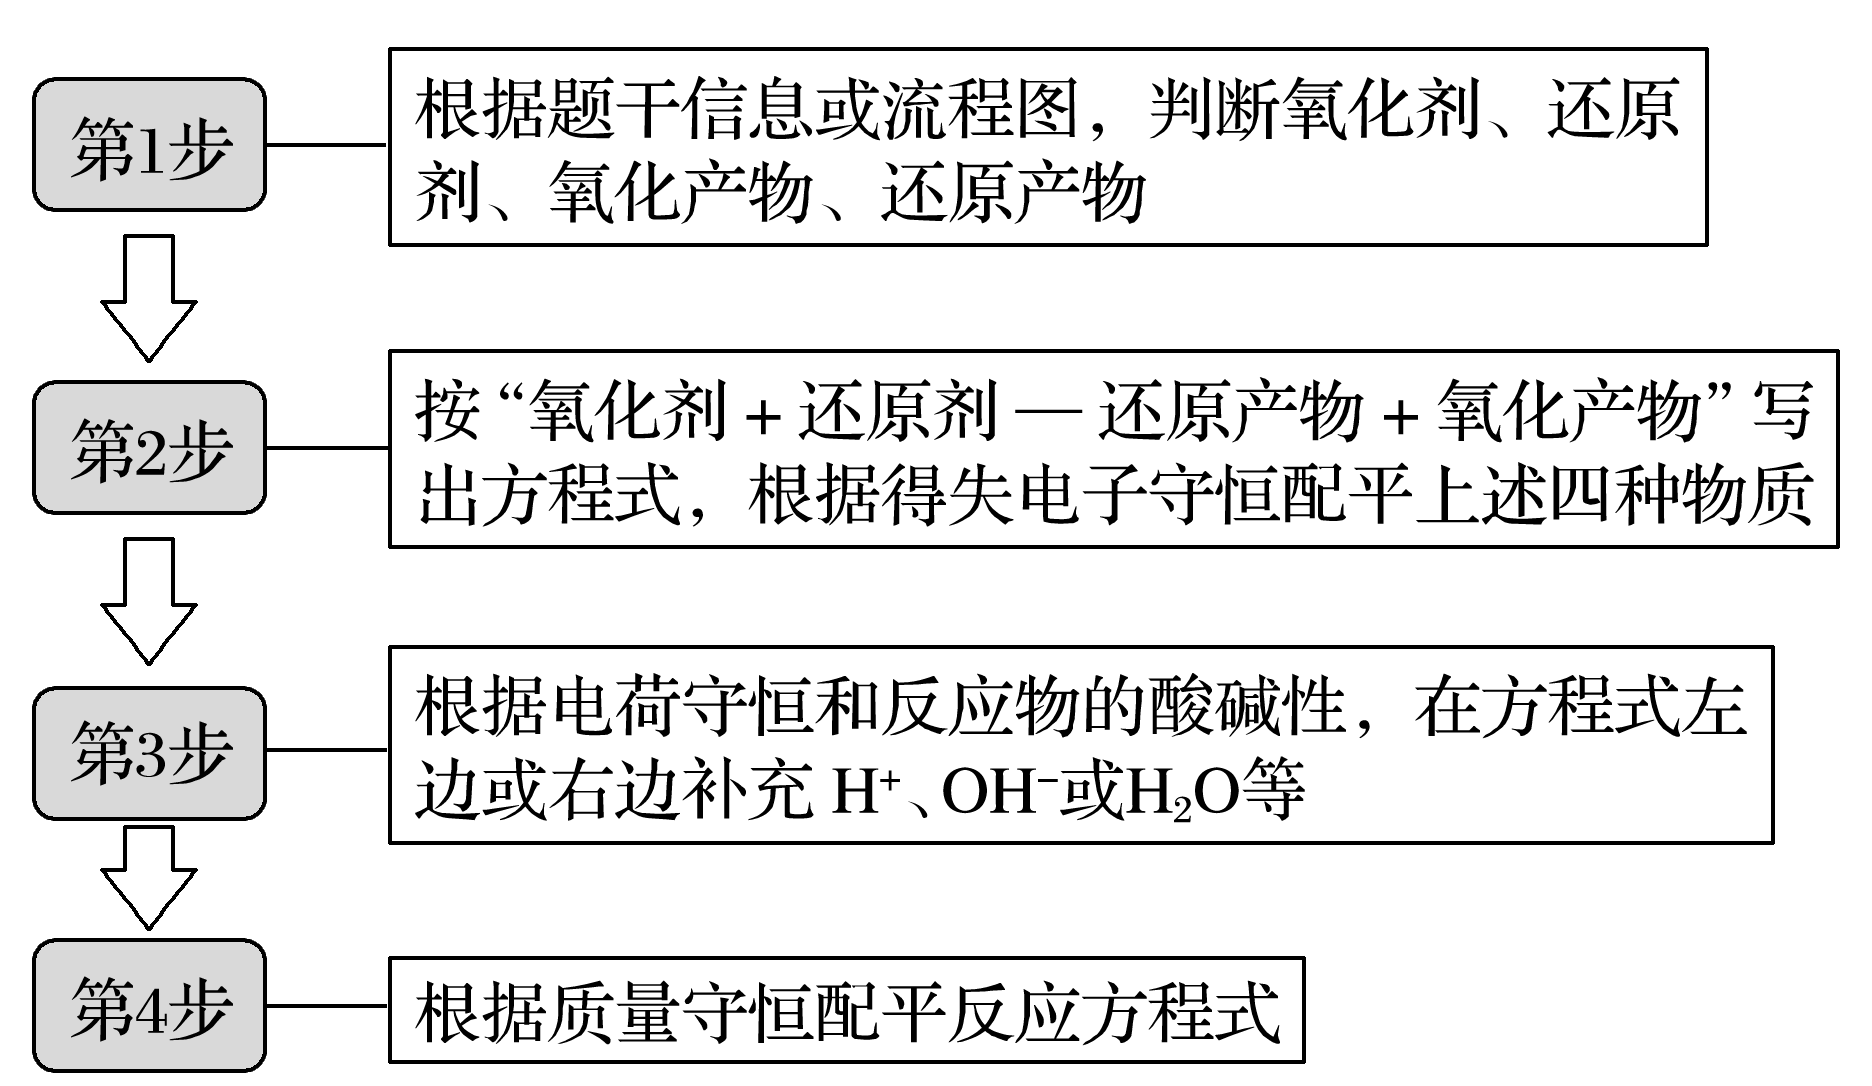 第1步
根据题干信息或流程图，判断氧化剂、还原
剂、氧化产物、还原产物
第2步
按“氧化剂+还原剂—还原产物+氧化产物”写
出方程式，根据得失电子守恒配平上述四种物质
第3步
根据电荷守恒和反应物的酸碱性，在方程式左
边或右边补充 H⁺、OH⁻或H₂O等
第4步
根据质量守恒配平反应方程式